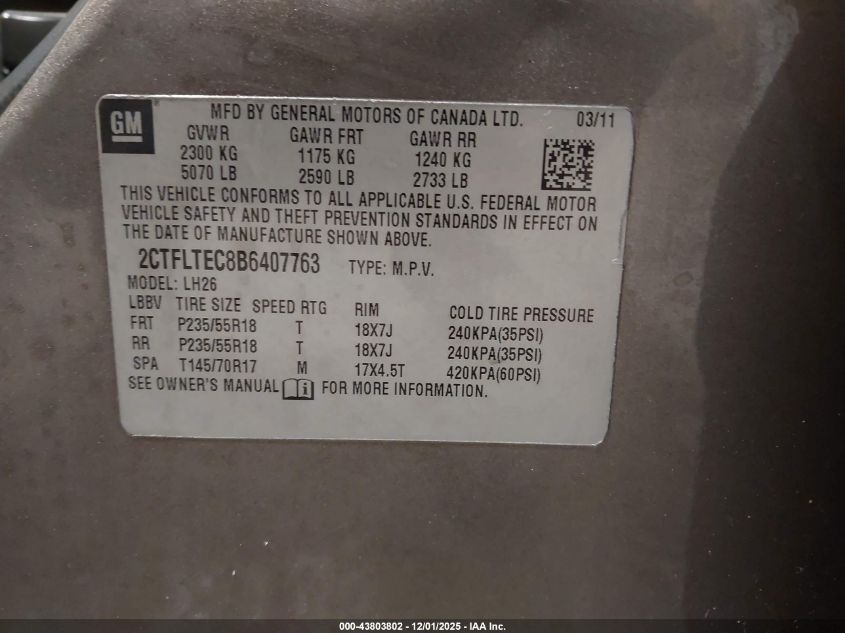 GM
MFD BY GENERAL MOTORS OF CANADA LTD. 03/11
GVWR GAWR FRT GAWR RR
2300 KG 1175 KG 1240 KG
5070 LB 2590 LB 2733 LB
THIS VEHICLE CONFORMS TO ALL APPLICABLE U.S. FEDERAL MOTOR
VEHICLE SAFETY AND THEFT PREVENTION STANDARDS IN EFFECT ON
THE DATE OF MANUFACTURE SHOWN ABOVE.
2CTFLTEC8B6407763 TYPE: M.P.V.
MODEL: LH26
LBBV TIRE SIZE SPEED RTG RIM COLD TIRE PRESSURE
FRT P235/55R18 T 18X7J 240KPA(35PSI)
RR P235/55R18 T 18X7J 240KPA(35PSI)
SPA T145/70R17 M 17X4.5T 420KPA(60PSI)
SEE OWNER'S MANUAL i FOR MORE INFORMATION.
000-43803802 - 12/01/2025 - IAA Inc.